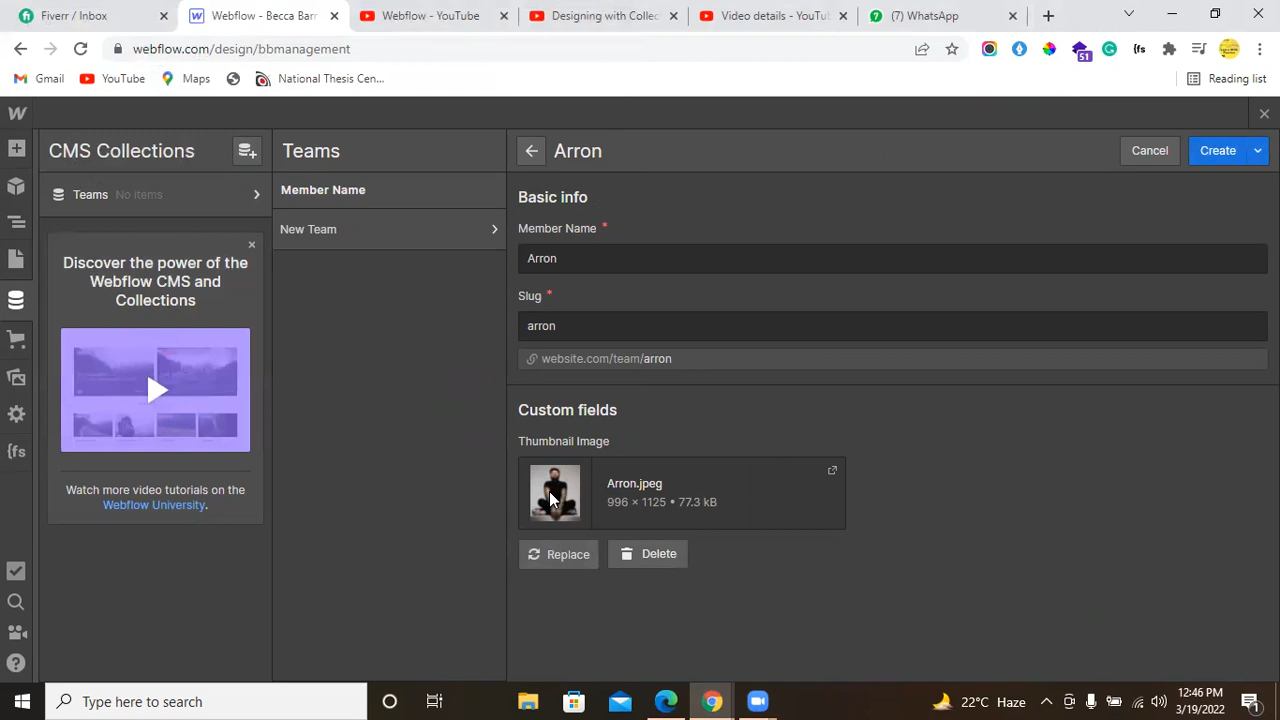 Fiverr / Inbox
Webflow - Becca Barr
Webflow - YouTube
Designing with Collec
Video details - YouTu
(7) WhatsApp
webflow.com/design/bbmanagement
51
Gmail
YouTube
Maps
National Thesis Cen...
Reading list
CMS Collections
Teams
Arron
Cancel
Create
Teams No items
Member Name
Basic info
New Team
Member Name *
Arron
Discover the power of the
Webflow CMS and
Collections
Slug *
arron
website.com/team/arron
Custom fields
Thumbnail Image
Arron.jpeg
996 × 1125 • 77.3 kB
Watch more video tutorials on the
Webflow University.
Replace
Delete
Type here to search
22°C Haze
12:46 PM
3/19/2022
1